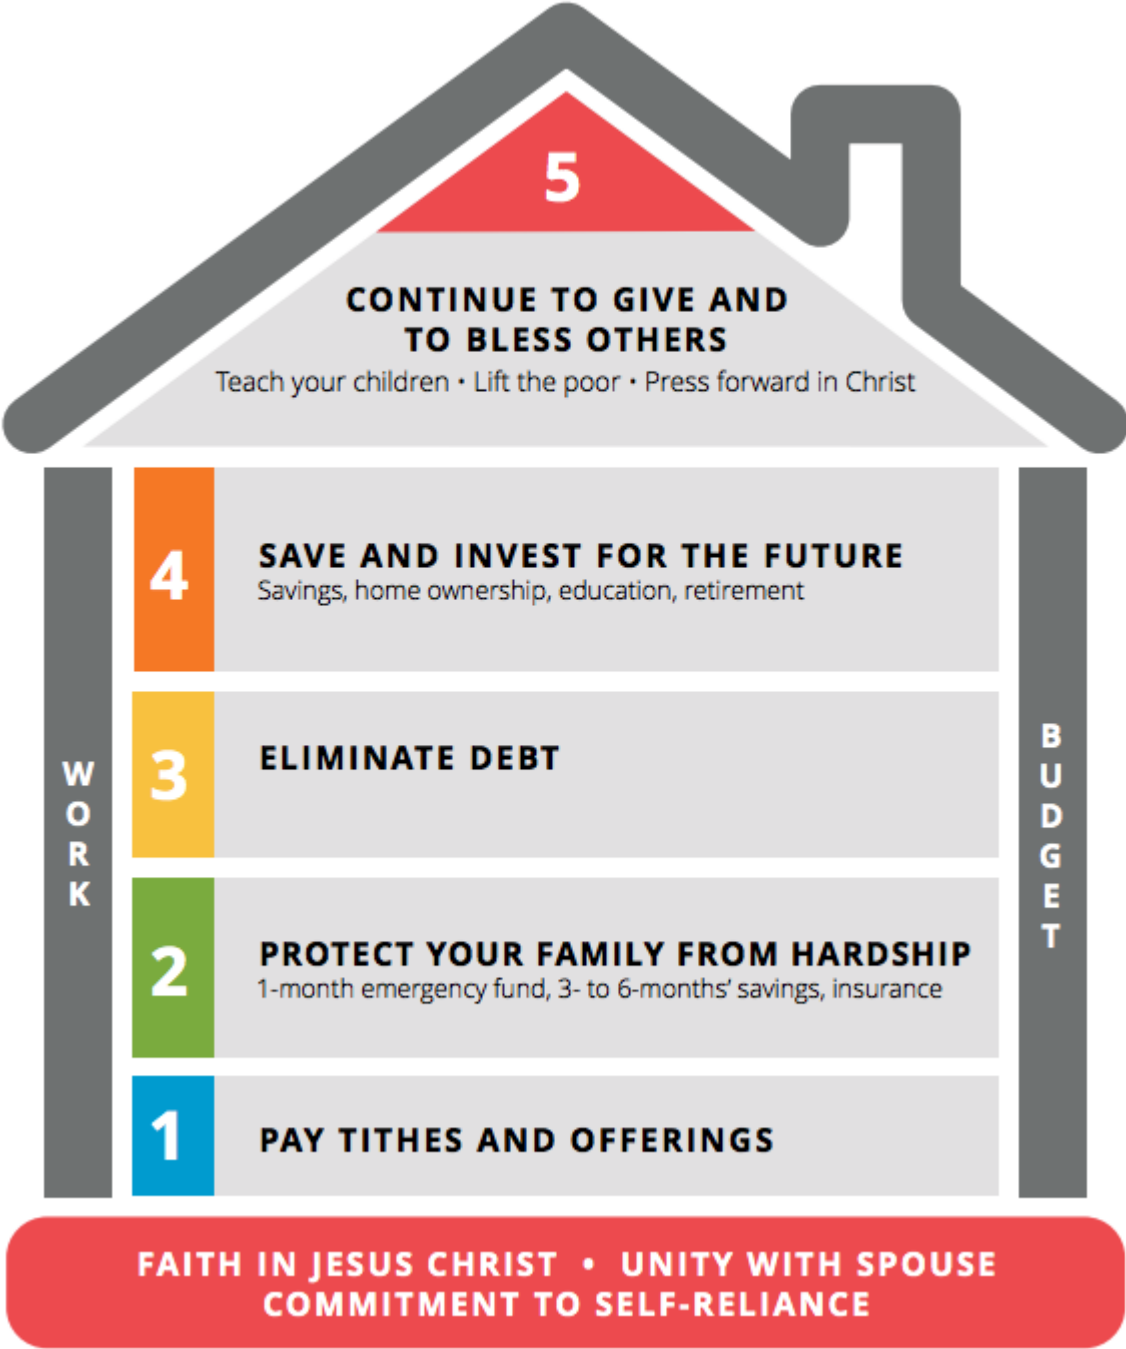 5
CONTINUE TO GIVE AND
TO BLESS OTHERS
Teach your children • Lift the poor • Press forward in Christ
4
SAVE AND INVEST FOR THE FUTURE
Savings, home ownership, education, retirement
3
ELIMINATE DEBT
2
PROTECT YOUR FAMILY FROM HARDSHIP
1-month emergency fund, 3- to 6-months’ savings, insurance
1
PAY TITHES AND OFFERINGS
WORK
BUDGET
FAITH IN JESUS CHRIST • UNITY WITH SPOUSE
COMMITMENT TO SELF-RELIANCE